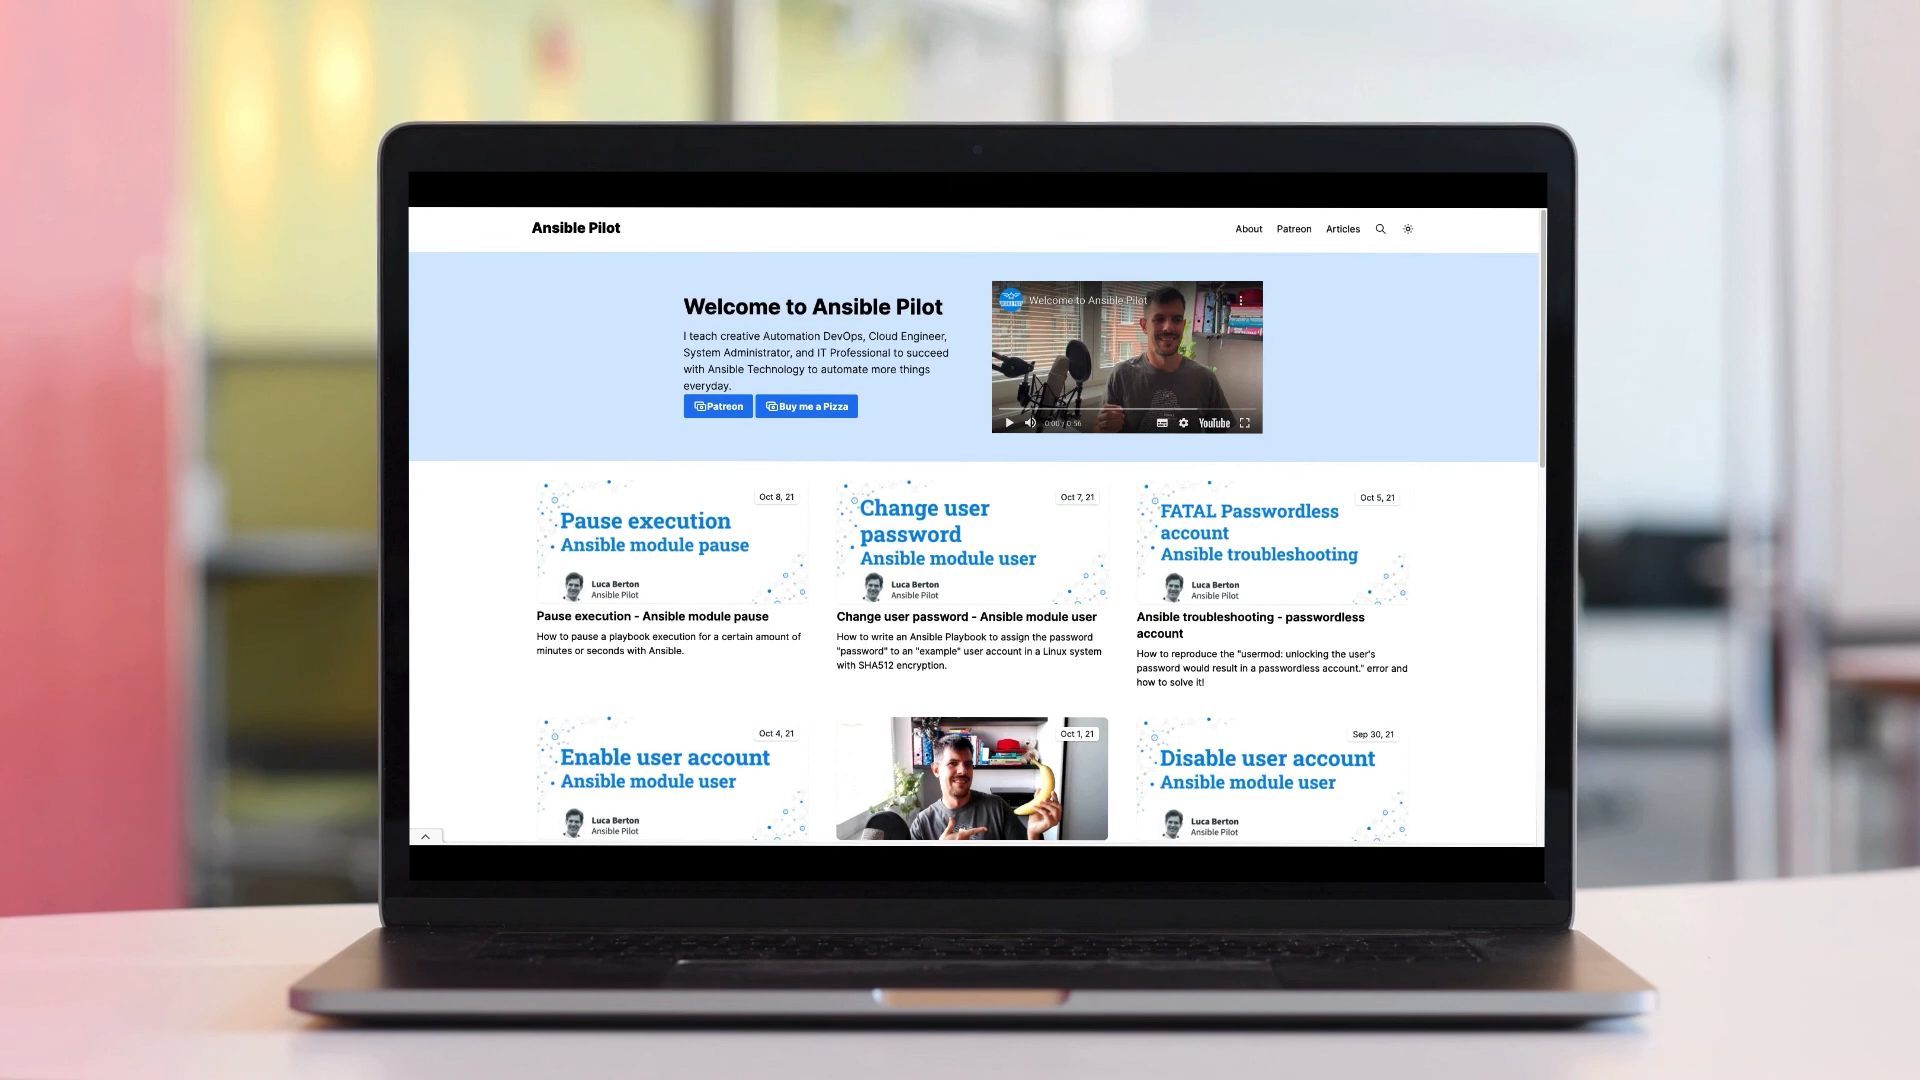 Ansible Pilot
About Patreon Articles
Welcome to Ansible Pilot
I teach creative Automation DevOps, Cloud Engineer,
System Administrator, and IT Professional to succeed
with Ansible Technology to automate more things
everyday.
Patreon Buy me a Pizza
Welcome to Ansible Pilot
0:00 / 0:56 YouTube
Oct 8, 21
Pause execution
Ansible module pause
Luca Berton
Ansible Pilot
Pause execution - Ansible module pause
How to pause a playbook execution for a certain amount of
minutes or seconds with Ansible.
Oct 7, 21
Change user
password
Ansible module user
Luca Berton
Ansible Pilot
Change user password - Ansible module user
How to write an Ansible Playbook to assign the password
"password" to an "example" user account in a Linux system
with SHA512 encryption.
Oct 5, 21
FATAL Passwordless
account
Ansible troubleshooting
Luca Berton
Ansible Pilot
Ansible troubleshooting - passwordless
account
How to reproduce the "usermod: unlocking the user's
password would result in a passwordless account." error and
how to solve it!
Oct 4, 21
Enable user account
Ansible module user
Luca Berton
Ansible Pilot
Oct 1, 21
Sep 30, 21
Disable user account
Ansible module user
Luca Berton
Ansible Pilot